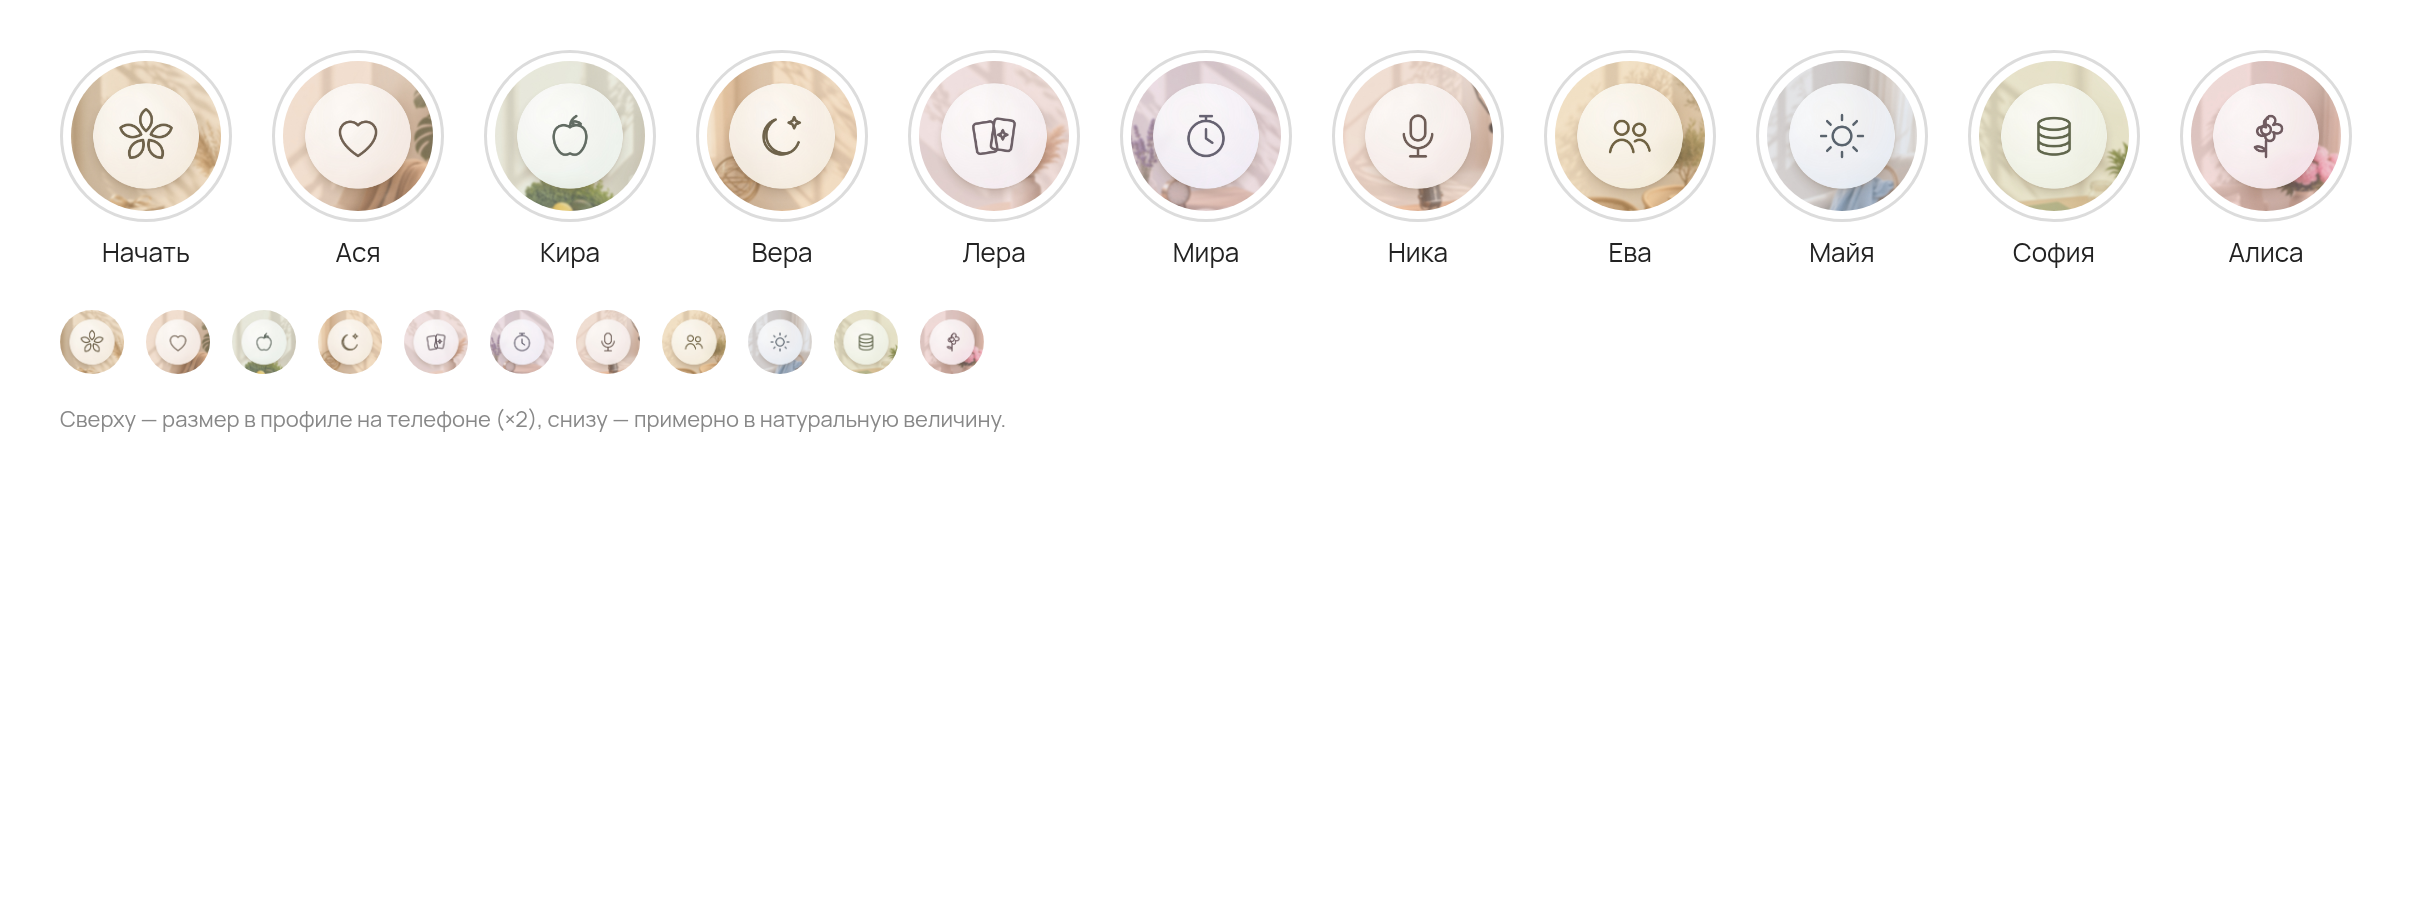 Начать Ася Кира Вера Лера Мира Ника Ева Майя София Алиса
Сверху — размер в профиле на телефоне (×2), снизу — примерно в натуральную величину.